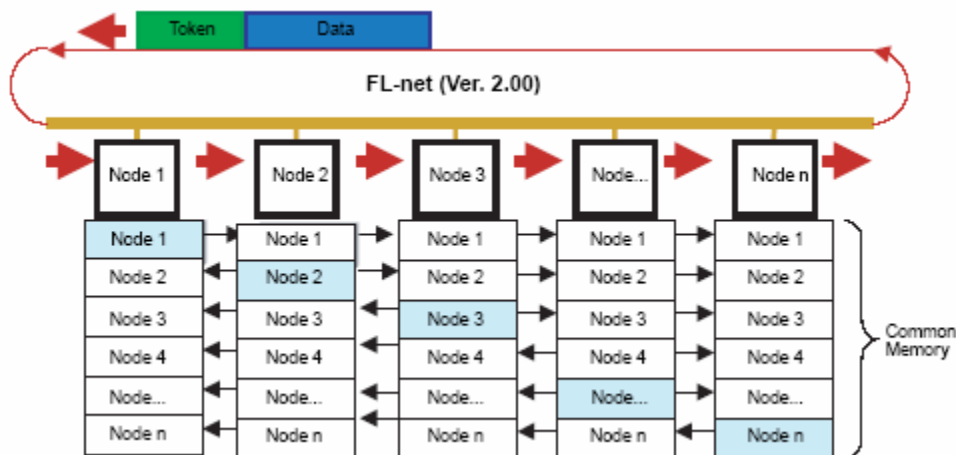 Token Data
FL-net (Ver. 2.00)
Node 1 Node 2 Node 3 Node... Node n
Node 1 Node 1 Node 1 Node 1 Node 1
Node 2 Node 2 Node 2 Node 2 Node 2
Node 3 Node 3 Node 3 Node 3 Node 3
Node 4 Node 4 Node 4 Node 4 Node 4
Node... Node... Node... Node... Node...
Node n Node n Node n Node n Node n
Common
Memory